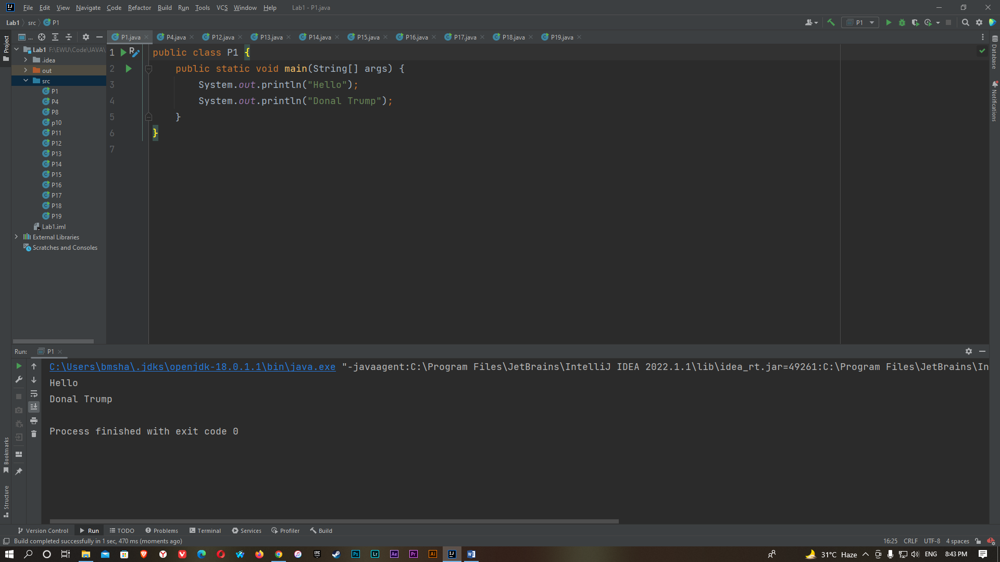 File Edit View Navigate Code Refactor Build Run Tools VCS Window Help Lab1 - P1.java
Lab1 src P1
P1
Project
... P1.java P4.java P12.java P13.java P14.java P15.java P16.java P17.java P18.java P19.java
Lab1 F:\EWU\Code\JAVA\
.idea
out
src
P1
P4
P8
p10
P11
P12
P13
P14
P15
P16
P17
P18
P19
Lab1.iml
External Libraries
Scratches and Consoles
1 public class P1 {
2 public static void main(String[] args) {
3 System.out.println("Hello");
4 System.out.println("Donal Trump");
5 }
6 }
7
Database
Notifications
Run: P1
C:\Users\bmsha\.jdks\openjdk-18.0.1.1\bin\java.exe "-javaagent:C:\Program Files\JetBrains\IntelliJ IDEA 2022.1.1\lib\idea_rt.jar=49261:C:\Program Files\JetBrains\In
Hello
Donal Trump
Process finished with exit code 0
Bookmarks
Structure
Version Control Run TODO Problems Terminal Services Profiler Build
Build completed successfully in 1 sec, 470 ms (moments ago) 16:25 CRLF UTF-8 4 spaces
Ps Lr Ae Pr Ai IJ 31°C Haze ENG 8:43 PM